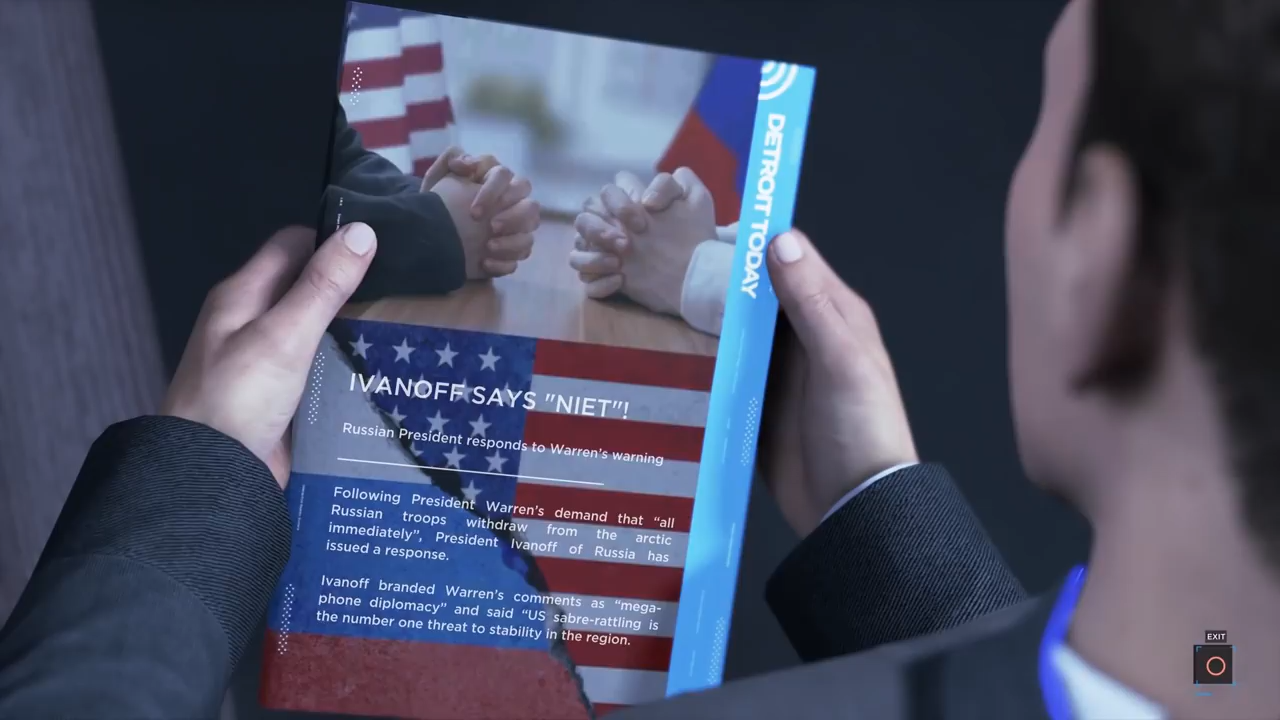 DETROIT TODAY
IVANOFF SAYS "NIET"!
Russian President responds to Warren's warning
Following President Warren's demand that “all
Russian troops withdraw from the arctic
immediately”, President Ivanoff of Russia has
issued a response.
Ivanoff branded Warren's comments as “mega-
phone diplomacy” and said “US sabre-rattling is
the number one threat to stability in the region.
EXIT